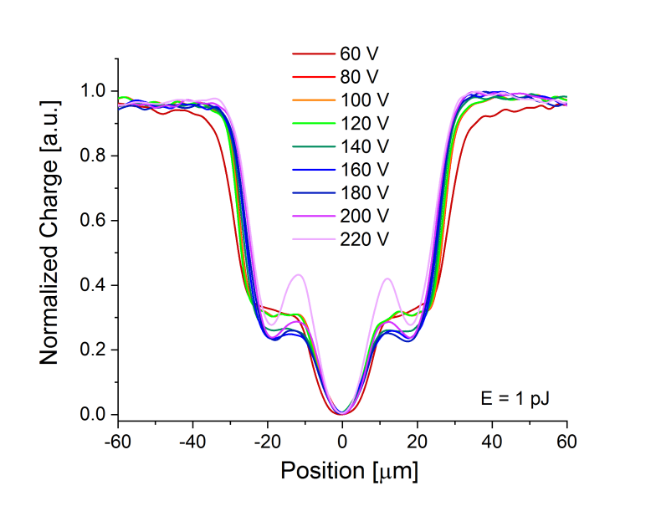 60 V
80 V
100 V
120 V
140 V
160 V
180 V
200 V
220 V
1.0
0.8
0.6
0.4
0.2
0.0
Normalized Charge [a.u.]
E = 1 pJ
-60 -40 -20 0 20 40 60
Position [μm]